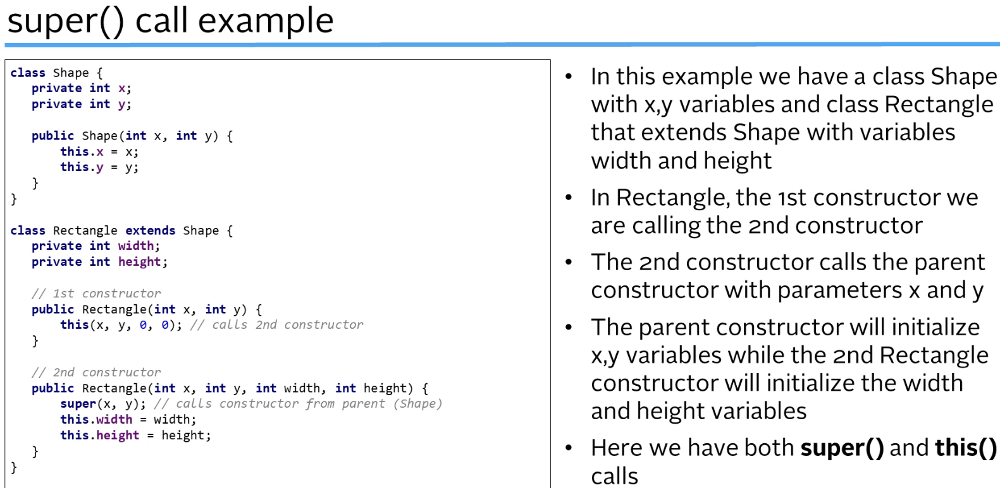 super() call example
class Shape {
private int x;
private int y;
public Shape(int x, int y) {
this.x = x;
this.y = y;
}
}
class Rectangle extends Shape {
private int width;
private int height;
// 1st constructor
public Rectangle(int x, int y) {
this(x, y, 0, 0); // calls 2nd constructor
}
// 2nd constructor
public Rectangle(int x, int y, int width, int height) {
super(x, y); // calls constructor from parent (Shape)
this.width = width;
this.height = height;
}
}
• In this example we have a class Shape
with x,y variables and class Rectangle
that extends Shape with variables
width and height
• In Rectangle, the 1st constructor we
are calling the 2nd constructor
• The 2nd constructor calls the parent
constructor with parameters x and y
• The parent constructor will initialize
x,y variables while the 2nd Rectangle
constructor will initialize the width
and height variables
• Here we have both super() and this()
calls